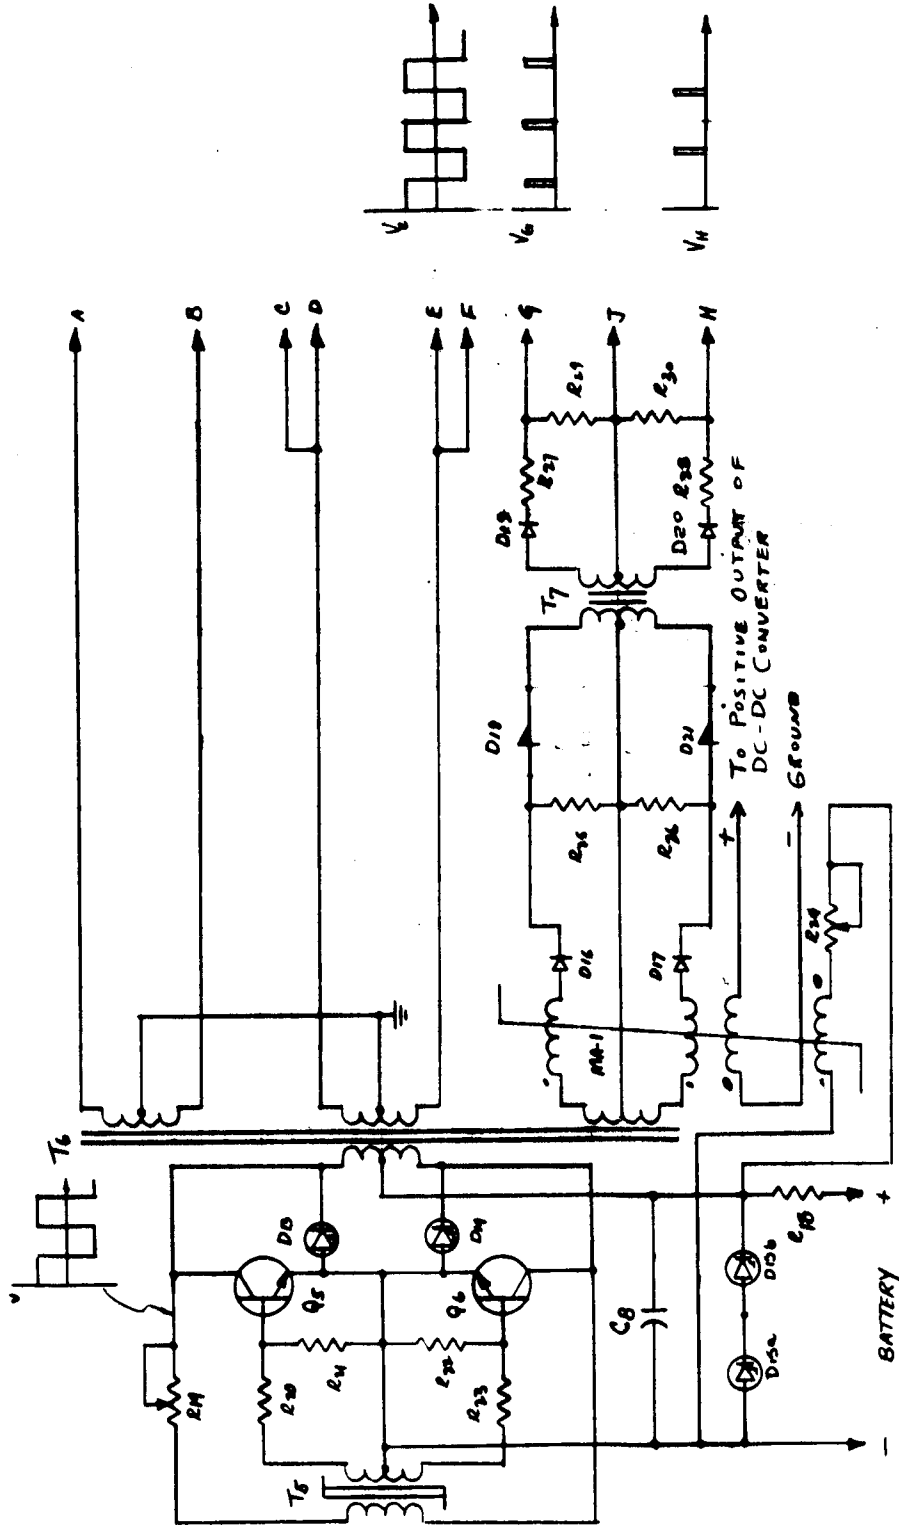 A
B
C
D
E
F
G
J
H
V
T6
V2
VG
VH
D13
D14
Q5
Q6
R19
R20
R21
R22
R23
T5
C8
D15a
D15b
R18
BATTERY
-
+
MA-1
D16
D17
R25
R26
D18
D21
T7
D19
D20
R27
R28
R29
R30
R24
+
-
TO POSITIVE OUTPUT OF
DC-DC CONVERTER
GROUND